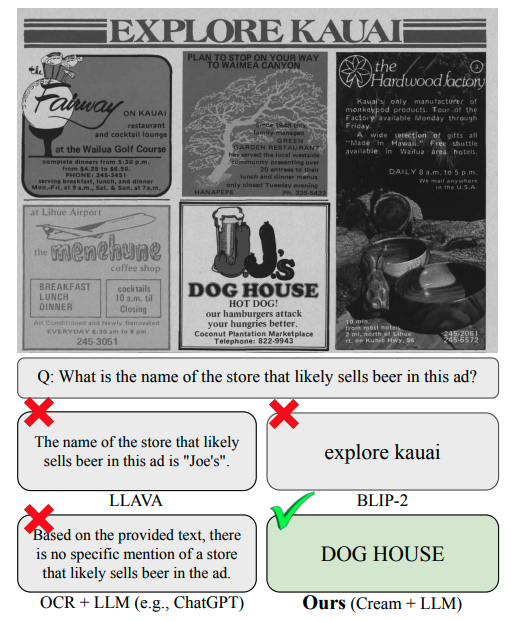 EXPLORE KAUAI
the
Fairway
ON KAUAI
restaurant
and cocktail lounge
at the Wailua Golf Course
complete dinners from 5:30 p.m.
from $4.25 to $6.50.
PHONE: 245-3451
serving breakfast, lunch, and dinner
Mon.-Fri. at 9 a.m., Sat. & Sun. at 7 a.m.
PLAN TO STOP ON YOUR WAY
TO WAIMEA CANYON
Since 1948 this
family managed
GREEN
GARDEN RESTAURANT
has served the local westside
community presenting over
20 entrees to their
lunch and dinner menus.
only closed Tuesday evening
HANAPEPE Ph. 335-5422
the
Hardwood factory
Kauai's only manufacturer of
monkeypod products. Tour of the
Factory available Monday through
Friday.
A wide selection of gifts all
"Made in Hawaii." Free shuttle
available in Wailua area hotels.
DAILY 8 a.m. to 5 p.m.
We mail anywhere
in the U.S.A.
10 min.
from most hotels,
2 mi. north of Lihue
rt. on Kuhio Hwy. 56
245-2061
245-6572
at Lihue Airport
the menehune
coffee shop
BREAKFAST
LUNCH
DINNER
cocktails
10 a.m. til
Closing
Air Conditioned and Newly Renovated
EVERYDAY 6:30 am to 9 pm
245-3051
J.J.'s
DOG HOUSE
HOT DOG!
our hamburgers attack
your hungries better.
Coconut Plantation Marketplace
Telephone: 822-9943
Q: What is the name of the store that likely sells beer in this ad?
The name of the store that likely
sells beer in this ad is "Joe's".
LLAVA
explore kauai
BLIP-2
Based on the provided text, there
is no specific mention of a store
that likely sells beer in the ad.
OCR + LLM (e.g., ChatGPT)
DOG HOUSE
Ours (Cream + LLM)